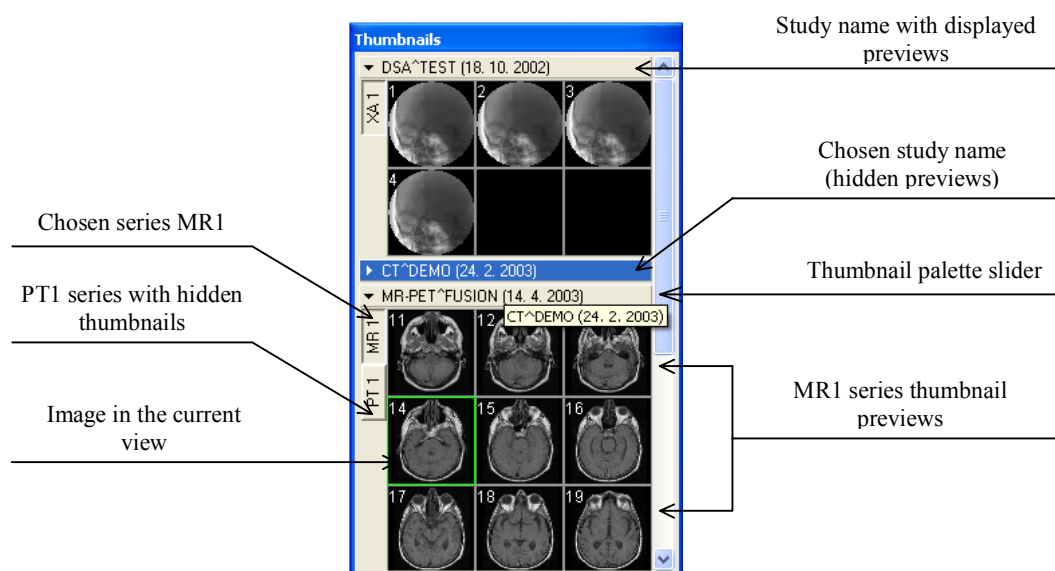 Study name with displayed
previews
Chosen study name
(hidden previews)
Thumbnail palette slider
MR1 series thumbnail
previews
Chosen series MR1
PT1 series with hidden
thumbnails
Image in the current
view
Thumbnails
DSA^TEST (18. 10. 2002)
XA 1
1
2
3
4
CT^DEMO (24. 2. 2003)
MR-PET^FUSION (14. 4. 2003)
CT^DEMO (24. 2. 2003)
MR 1
PT 1
11
12
14
15
16
17
18
19